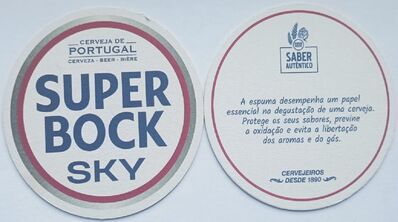 CERVEJA DE
PORTUGAL
CERVEJA - BEER - BIÈRE
SUPER
BOCK
SKY
SABER
AUTÊNTICO
A espuma desempenha um papel
essencial na degustação de uma cerveja.
Protege os seus sabores, previne
a oxidação e evita a libertação
dos aromas e do gás.
CERVEJEIROS
DESDE 1890